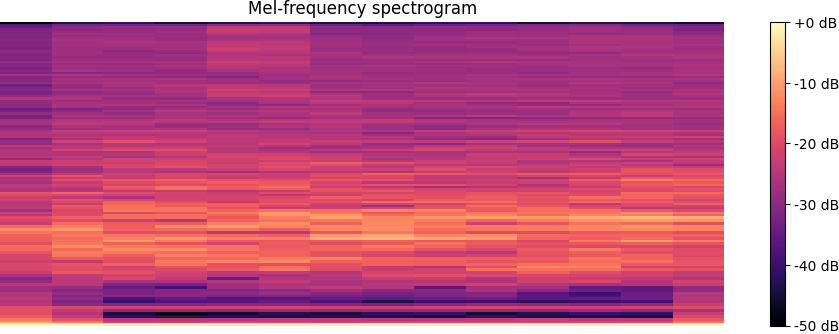 Mel-frequency spectrogram
+0 dB
-10 dB
-20 dB
-30 dB
-40 dB
-50 dB